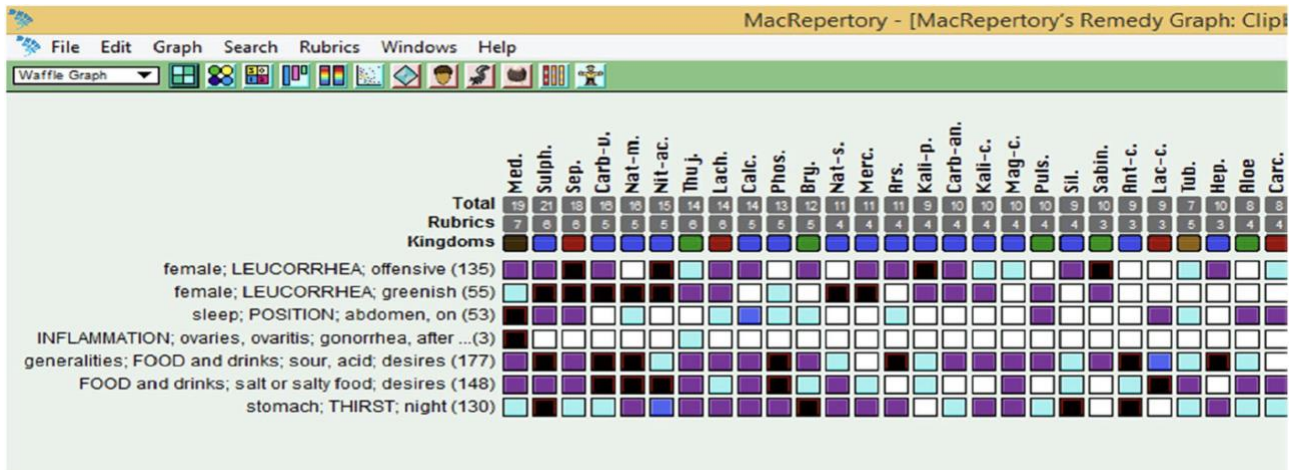 MacRepertory - [MacRepertory's Remedy Graph: Clip
File Edit Graph Search Rubrics Windows Help
Waffle Graph
Med. Sulph. Sep. Carb-v. Nat-m. Nit-ac. Thuj. Lach. Calc. Phos. Bry. Nat-s. Merc. Ars. Kali-p. Carb-an. Kali-c. Mag-c. Puls. Sil. Sabin. Ant-c. Lac-c. Tub. Hep. Aloe Carc.
Total 19 21 18 16 16 15 14 14 14 13 12 11 11 11 9 10 10 10 10 9 10 9 9 7 10 8 8
Rubrics 7 6 6 5 5 5 6 6 5 5 5 4 4 4 4 4 4 4 4 4 3 3 3 5 3 4 4
Kingdoms
female; LEUCORRHEA; offensive (135)
female; LEUCORRHEA; greenish (55)
sleep; POSITION; abdomen, on (53)
INFLAMMATION; ovaries, ovaritis; gonorrhea, after ...(3)
generalities; FOOD and drinks; sour, acid; desires (177)
FOOD and drinks; salt or salty food; desires (148)
stomach; THIRST; night (130)